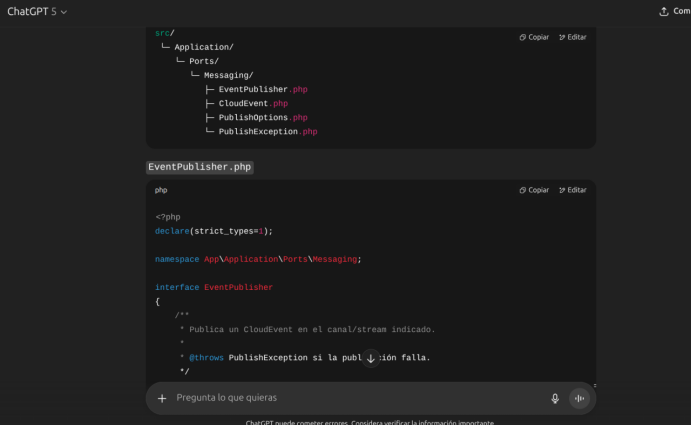 ChatGPT 5
Com
src/
Copiar Editar
└─ Application/
└─ Ports/
└─ Messaging/
├─ EventPublisher.php
├─ CloudEvent.php
├─ PublishOptions.php
└─ PublishException.php
EventPublisher.php
php
Copiar Editar
<?php
declare(strict_types=1);
namespace App\Application\Ports\Messaging;
interface EventPublisher
{
/**
* Publica un CloudEvent en el canal/stream indicado.
*
* @throws PublishException si la publ ción falla.
*/
Pregunta lo que quieras
ChatGPT puede cometer errores. Considera verificar la información importante